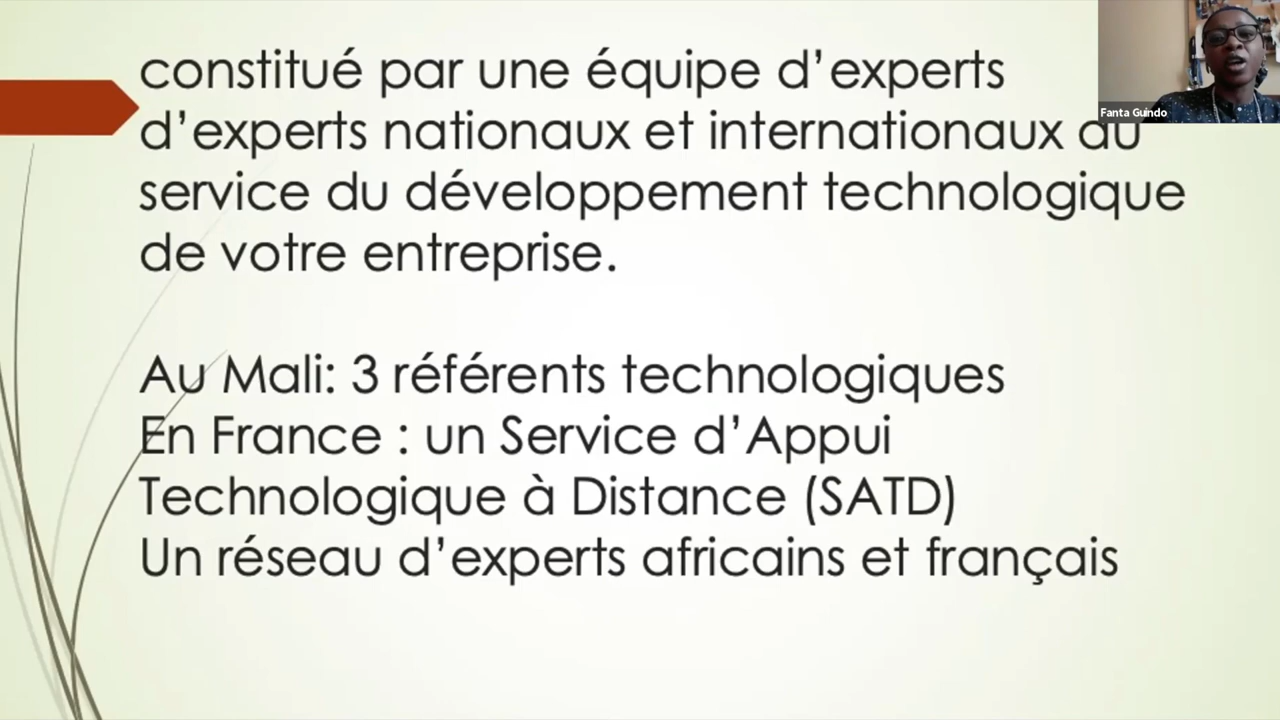 constitué par une équipe d’experts
d’experts nationaux et internationaux au
service du développement technologique
de votre entreprise.
Au Mali: 3 référents technologiques
En France : un Service d’Appui
Technologique à Distance (SATD)
Un réseau d’experts africains et français
Fanta Guindo